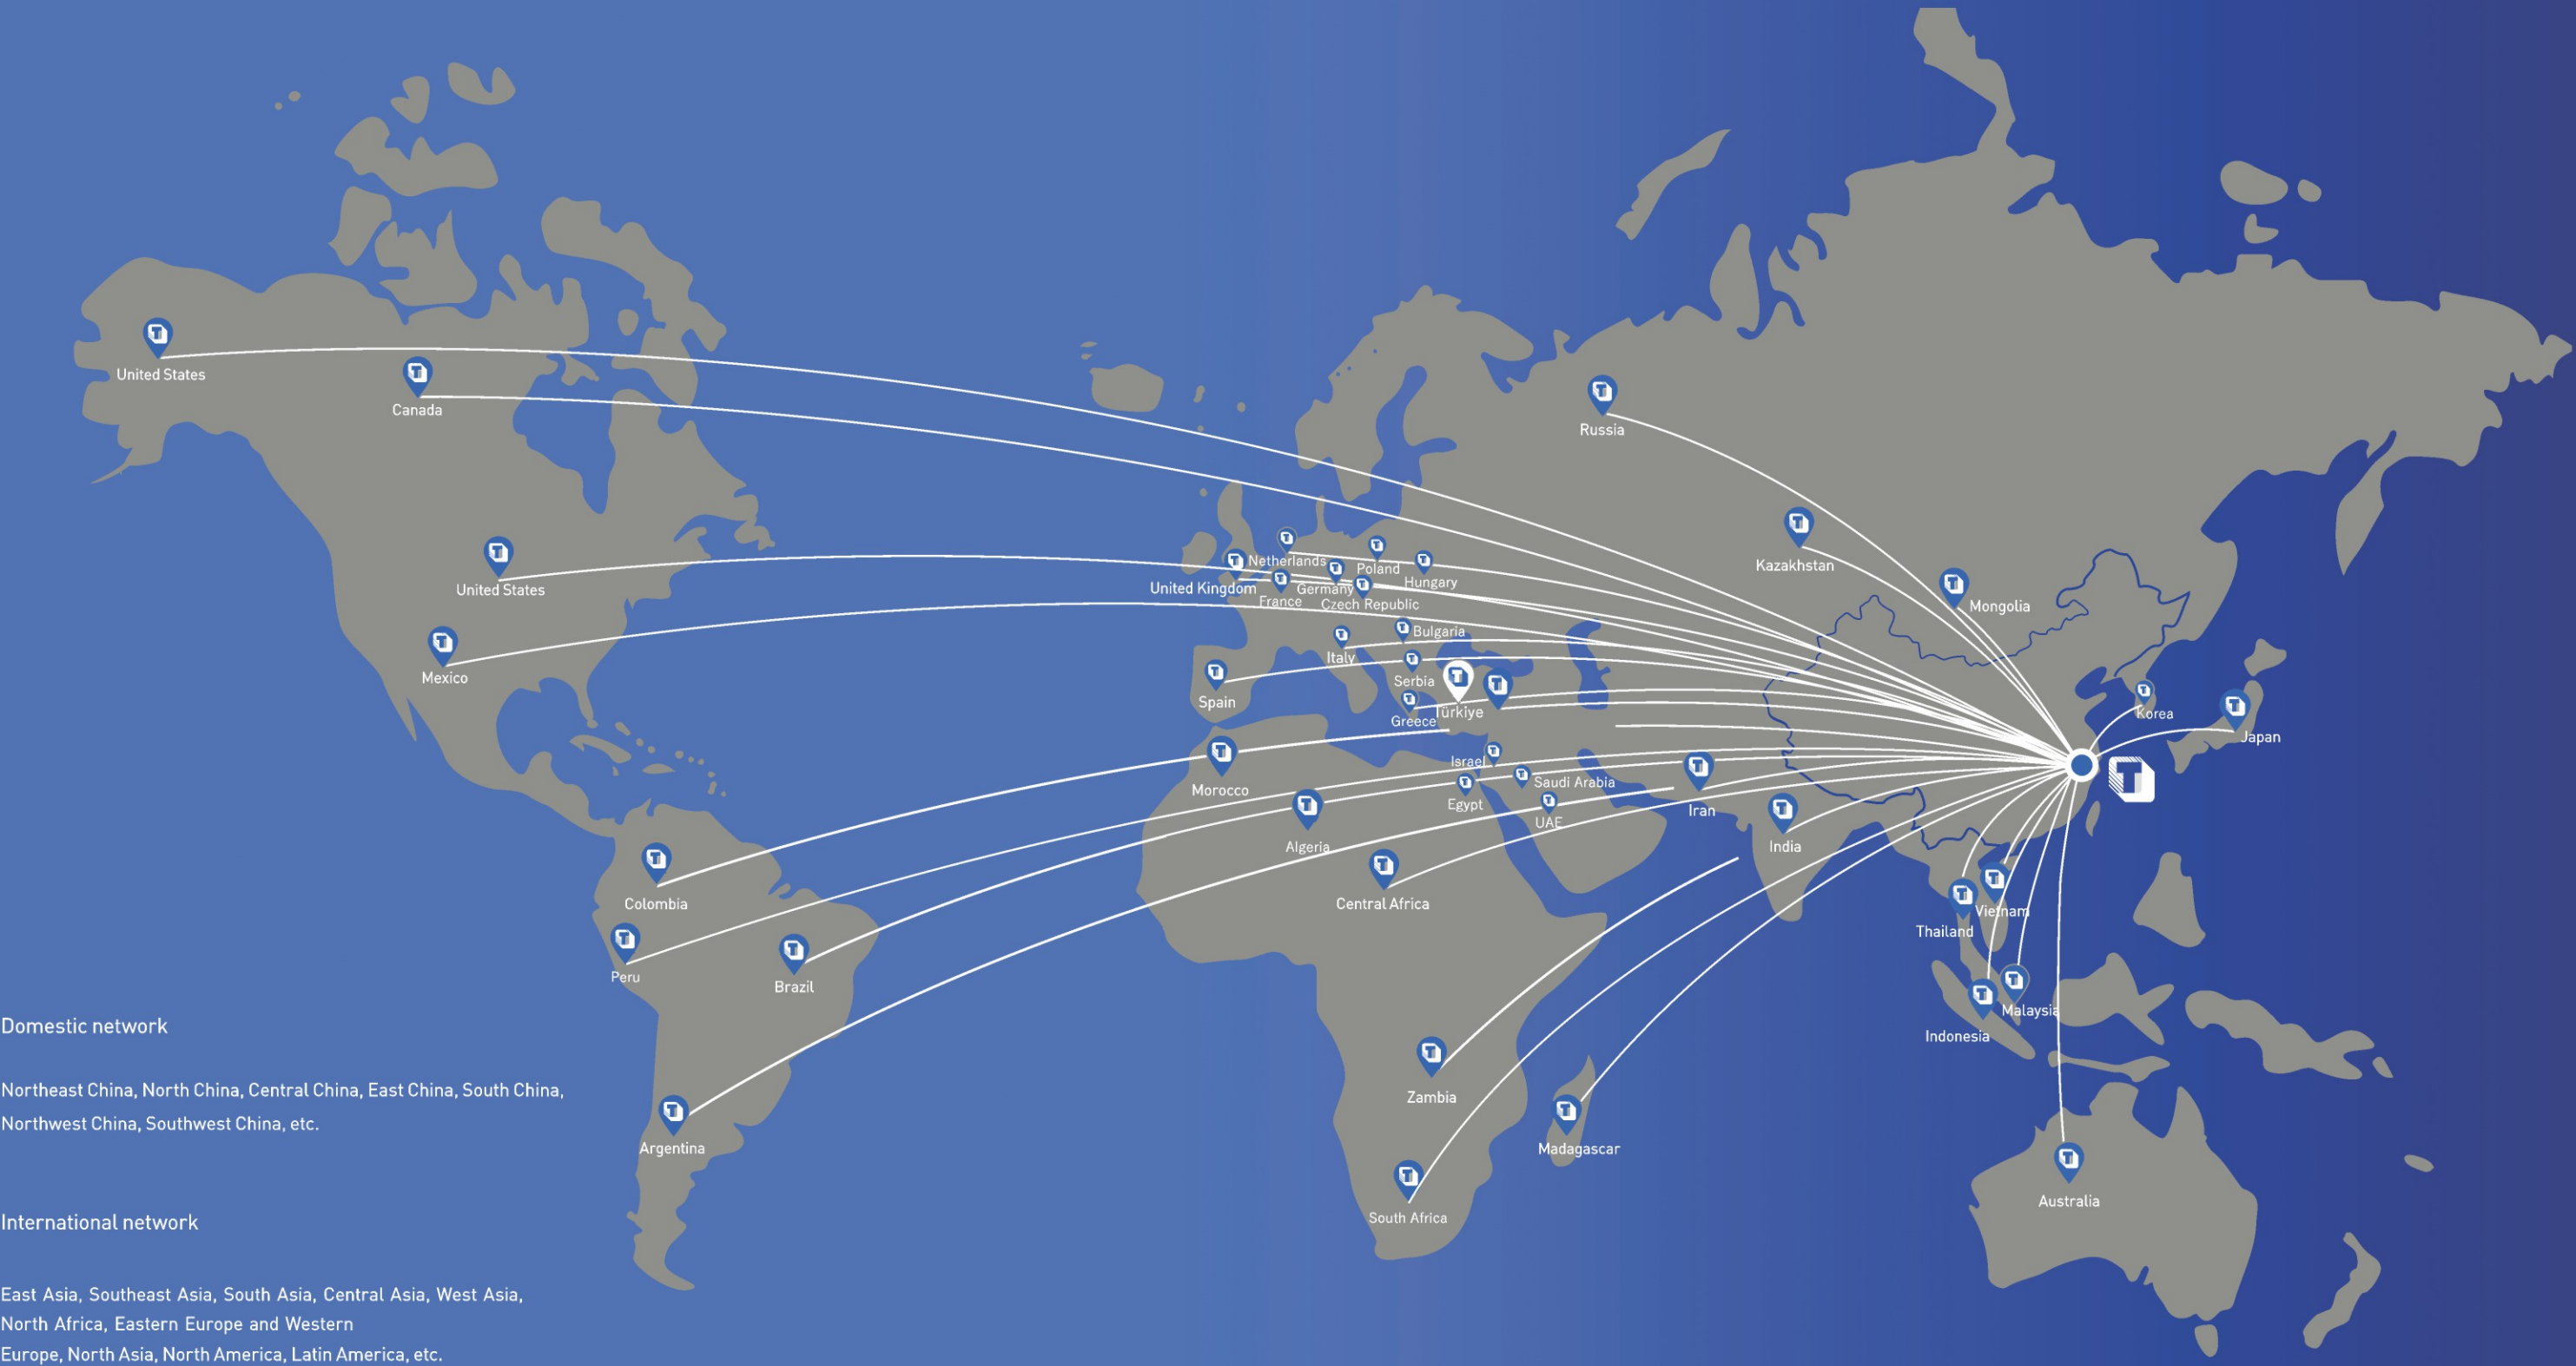 United States
Canada
Russia
United States
Netherlands
Poland
Hungary
United Kingdom
Germany
France
Czech Republic
Kazakhstan
Mongolia
Bulgaria
Italy
Mexico
Serbia
Spain
Türkiye
Greece
Korea
Japan
Israel
Saudi Arabia
Morocco
Egypt
Iran
UAE
Algeria
India
Colombia
Central Africa
Vietnam
Thailand
Peru
Brazil
Malaysia
Indonesia
Zambia
Argentina
Madagascar
Australia
South Africa
Domestic network
Northeast China, North China, Central China, East China, South China,
Northwest China, Southwest China, etc.
International network
East Asia, Southeast Asia, South Asia, Central Asia, West Asia,
North Africa, Eastern Europe and Western
Europe, North Asia, North America, Latin America, etc.